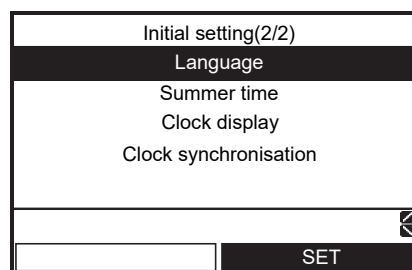 Initial setting(2/2)
Language
Summer time
Clock display
Clock synchronisation
SET